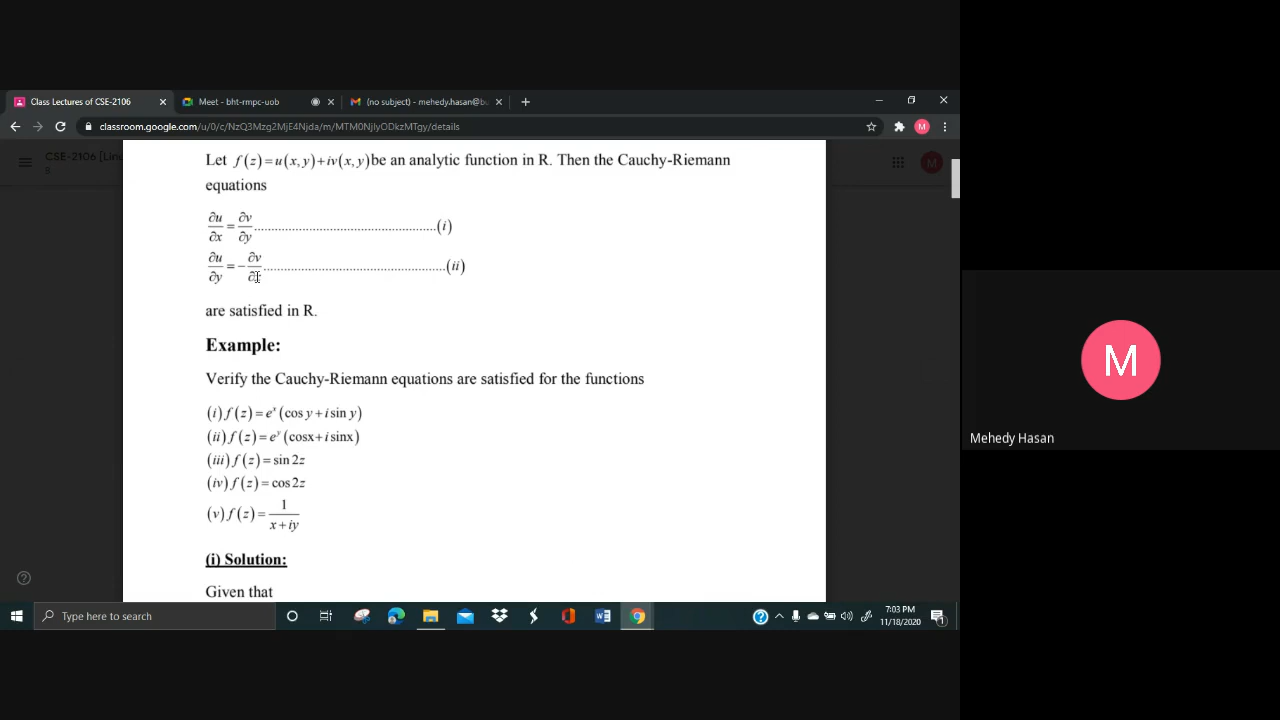 Class Lectures of CSE-2106
Meet - bht-rmpc-uob
(no subject) - mehedy.hasan@bu
classroom.google.com/u/0/c/NzQ3Mzg2MjE4Njda/m/MTM0NjIyODkzMTgy/details
CSE-2106 [Lin
Let f(z)=u(x,y)+iv(x,y) be an analytic function in R. Then the Cauchy-Riemann
equations
∂u/∂x = ∂v/∂y ......................................................(i)
∂u/∂y = -∂v/∂x ......................................................(ii)
are satisfied in R.
Example:
Verify the Cauchy-Riemann equations are satisfied for the functions
(i) f(z) = e^x (cos y + i sin y)
(ii) f(z) = e^y (cosx + i sinx)
(iii) f(z) = sin 2z
(iv) f(z) = cos 2z
(v) f(z) = 1/(x + iy)
(i) Solution:
Given that
M
Mehedy Hasan
Type here to search
7:03 PM
11/18/2020